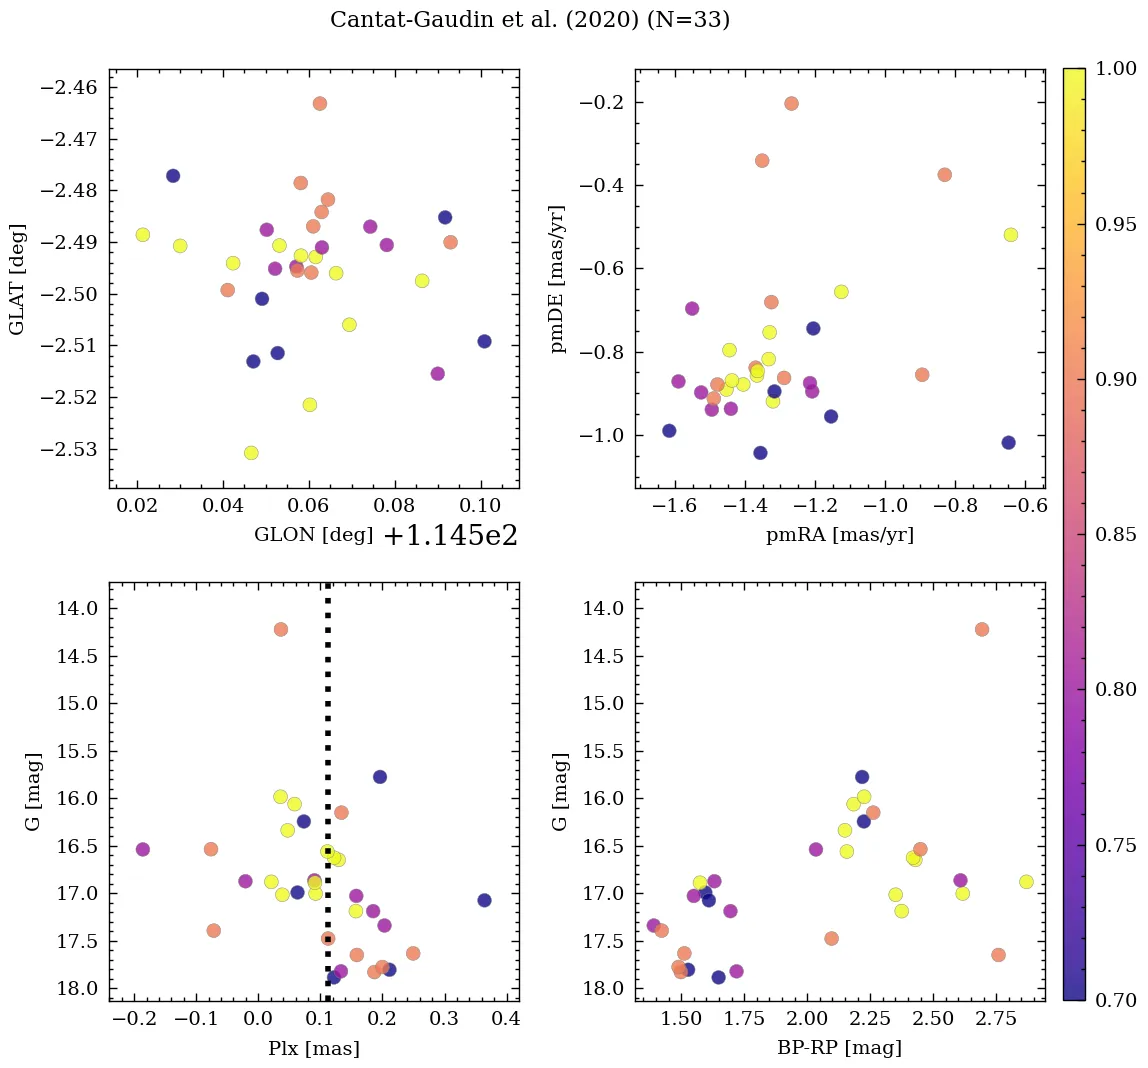 Cantat-Gaudin et al. (2020) (N=33)
−2.46
−2.47
−2.48
−2.49
−2.50
−2.51
−2.52
−2.53
GLAT [deg]
0.02 0.04 0.06 0.08 0.10
GLON [deg] +1.145e2
−0.2
−0.4
−0.6
−0.8
−1.0
pmDE [mas/yr]
−1.6 −1.4 −1.2 −1.0 −0.8 −0.6
pmRA [mas/yr]
14.0
14.5
15.0
15.5
16.0
16.5
17.0
17.5
18.0
G [mag]
−0.2 −0.1 0.0 0.1 0.2 0.3 0.4
Plx [mas]
14.0
14.5
15.0
15.5
16.0
16.5
17.0
17.5
18.0
G [mag]
1.50 1.75 2.00 2.25 2.50 2.75
BP-RP [mag]
1.00
0.95
0.90
0.85
0.80
0.75
0.70